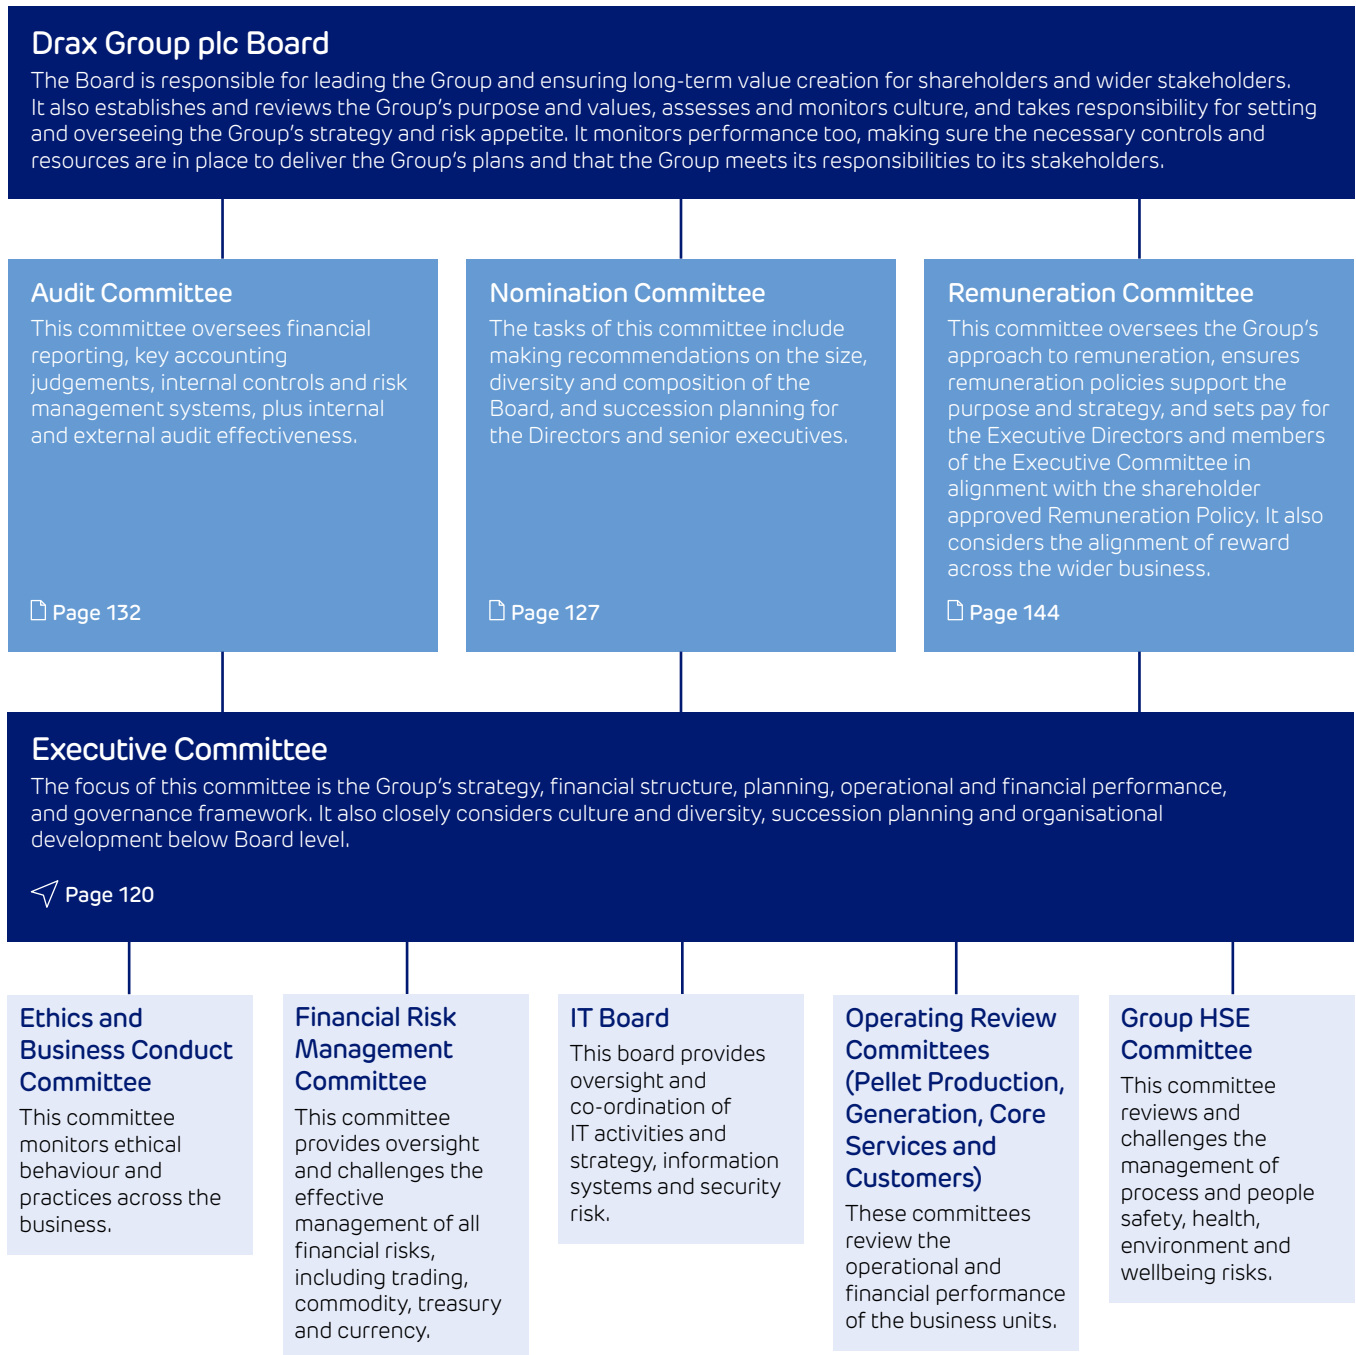 Drax Group plc Board
The Board is responsible for leading the Group and ensuring long-term value creation for shareholders and wider stakeholders.
It also establishes and reviews the Group’s purpose and values, assesses and monitors culture, and takes responsibility for setting
and overseeing the Group’s strategy and risk appetite. It monitors performance too, making sure the necessary controls and
resources are in place to deliver the Group’s plans and that the Group meets its responsibilities to its stakeholders.
Audit Committee
This committee oversees financial
reporting, key accounting
judgements, internal controls and risk
management systems, plus internal
and external audit effectiveness.
Page 132
Nomination Committee
The tasks of this committee include
making recommendations on the size,
diversity and composition of the
Board, and succession planning for
the Directors and senior executives.
Page 127
Remuneration Committee
This committee oversees the Group’s
approach to remuneration, ensures
remuneration policies support the
purpose and strategy, and sets pay for
the Executive Directors and members
of the Executive Committee in
alignment with the shareholder
approved Remuneration Policy. It also
considers the alignment of reward
across the wider business.
Page 144
Executive Committee
The focus of this committee is the Group’s strategy, financial structure, planning, operational and financial performance,
and governance framework. It also closely considers culture and diversity, succession planning and organisational
development below Board level.
Page 120
Ethics and
Business Conduct
Committee
This committee
monitors ethical
behaviour and
practices across the
business.
Financial Risk
Management
Committee
This committee
provides oversight
and challenges the
effective
management of all
financial risks,
including trading,
commodity, treasury
and currency.
IT Board
This board provides
oversight and
co-ordination of
IT activities and
strategy, information
systems and security
risk.
Operating Review
Committees
(Pellet Production,
Generation, Core
Services and
Customers)
These committees
review the
operational and
financial performance
of the business units.
Group HSE
Committee
This committee
reviews and
challenges the
management of
process and people
safety, health,
environment and
wellbeing risks.